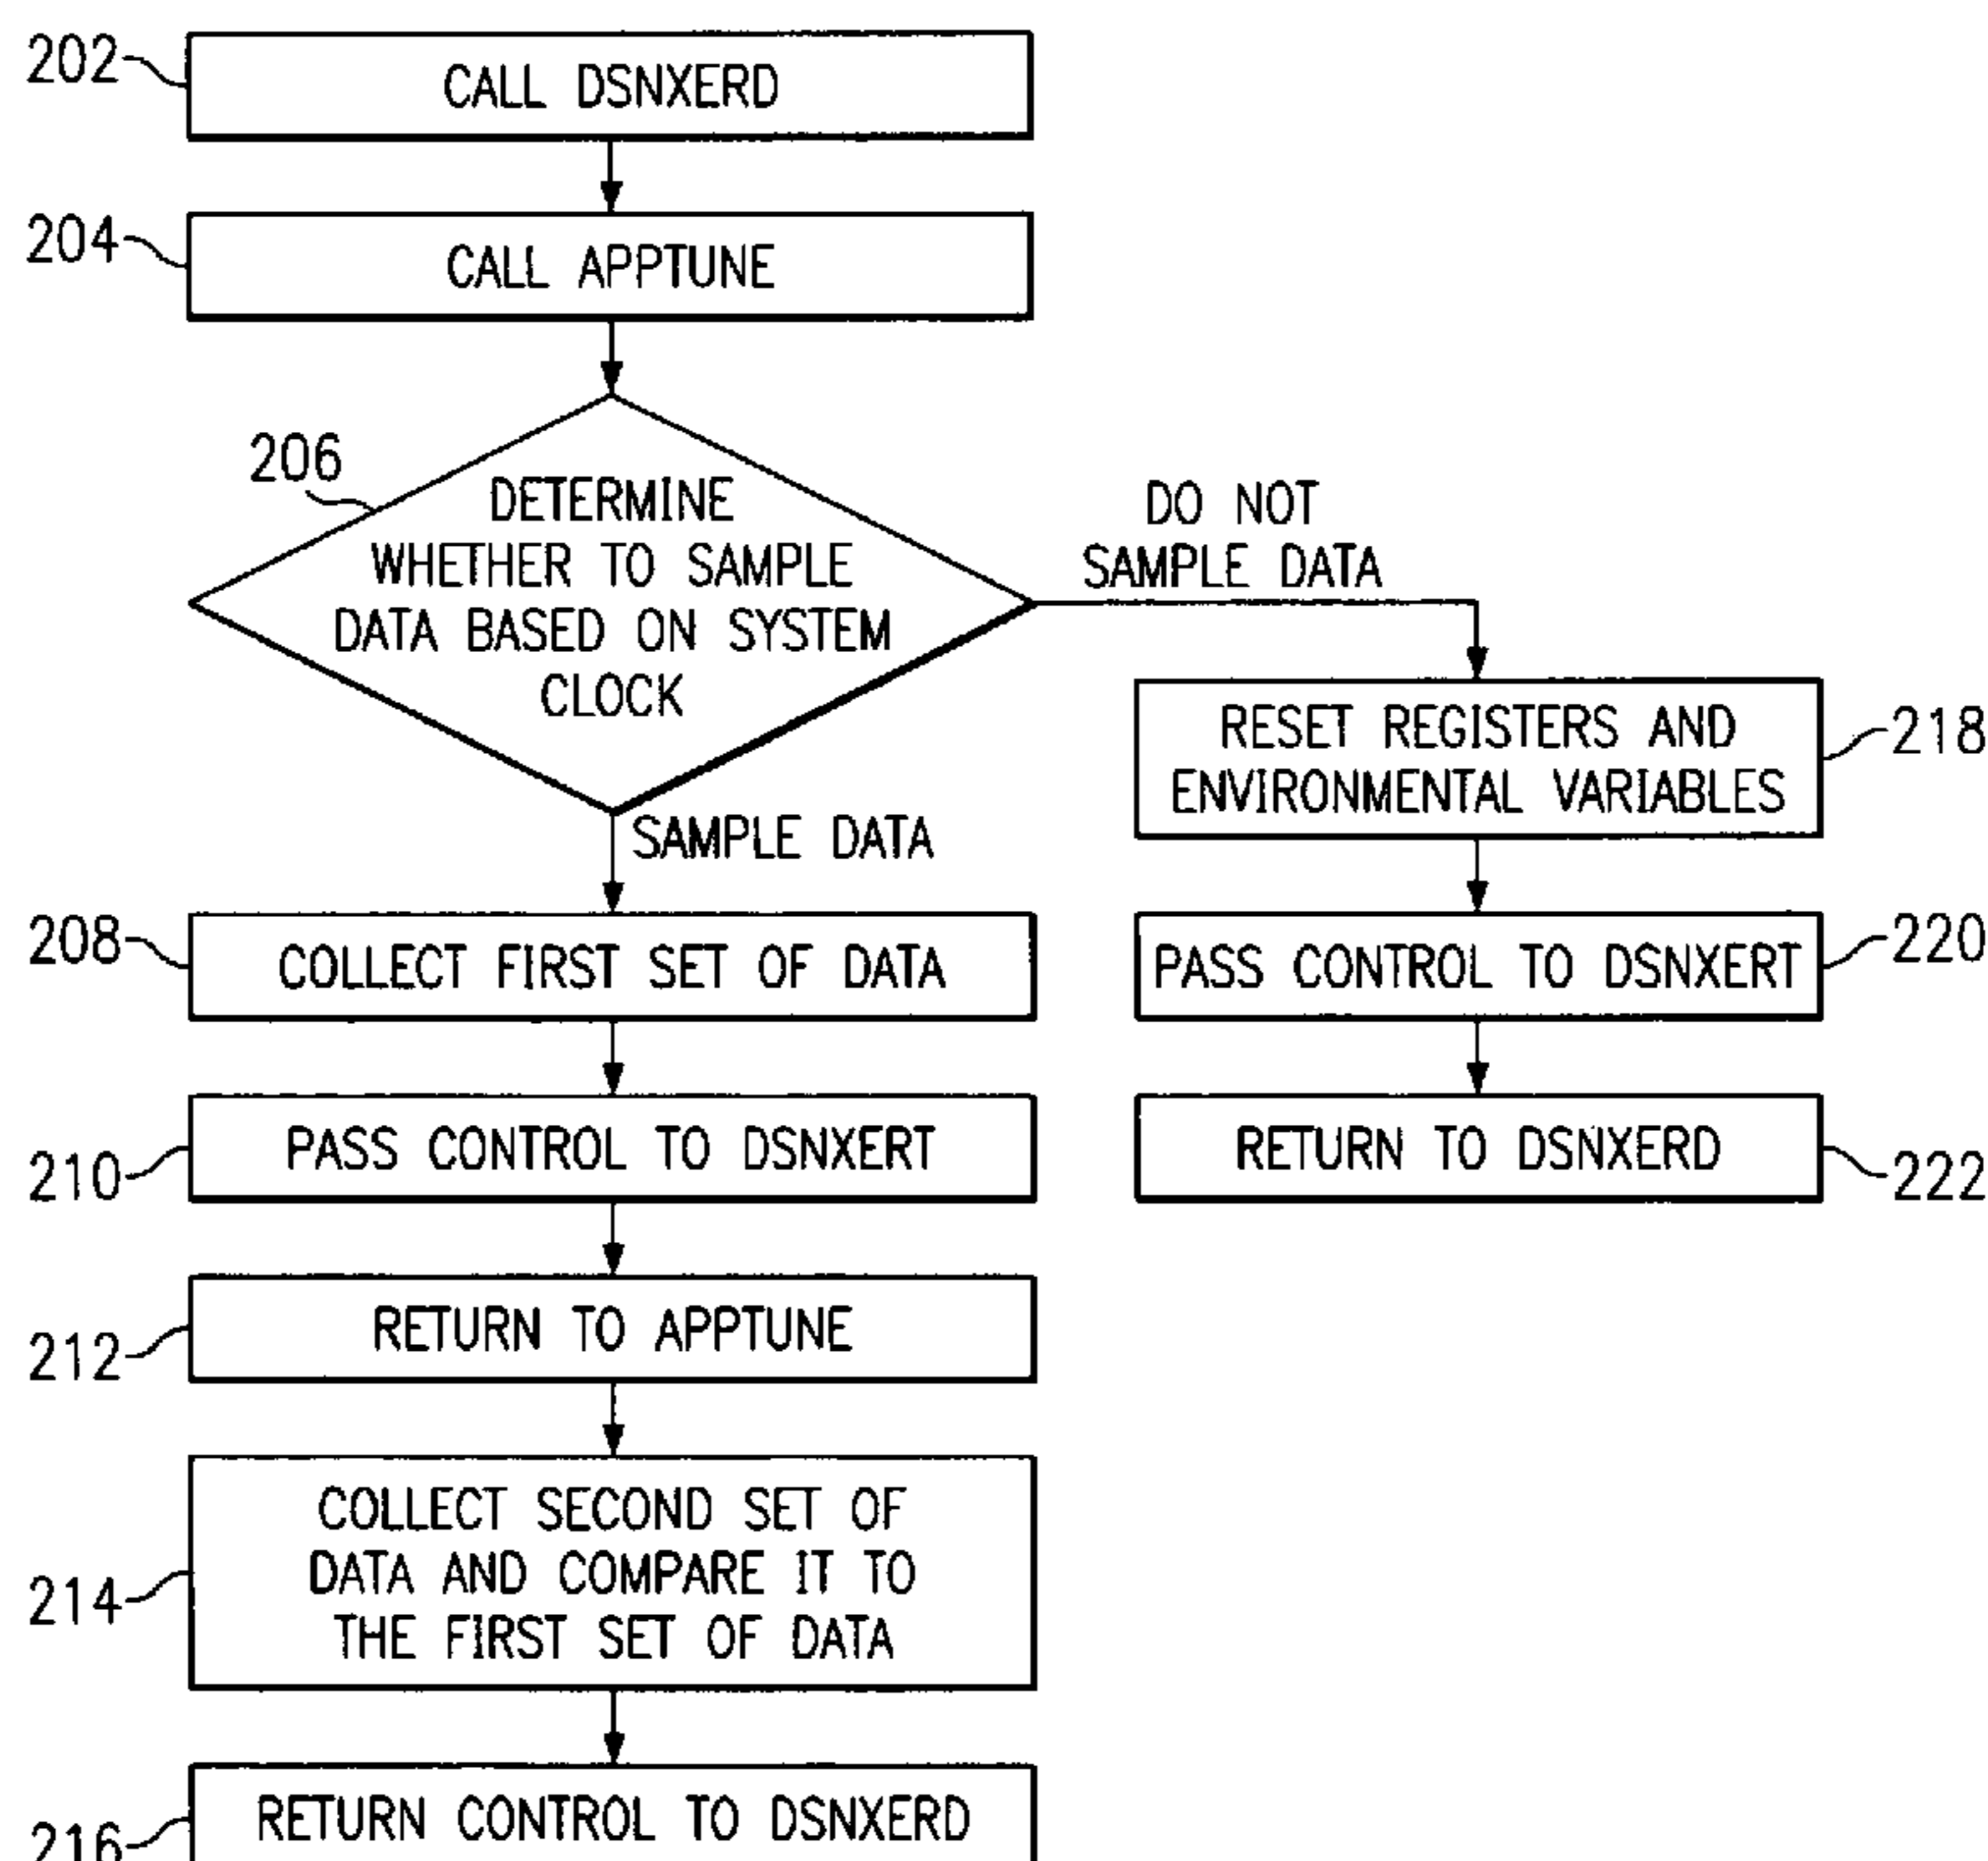 202
CALL DSNXERD
204
CALL APPTUNE
206
DETERMINE
WHETHER TO SAMPLE
DATA BASED ON SYSTEM
CLOCK
DO NOT
SAMPLE DATA
SAMPLE DATA
208
COLLECT FIRST SET OF DATA
210
PASS CONTROL TO DSNXERT
212
RETURN TO APPTUNE
214
COLLECT SECOND SET OF
DATA AND COMPARE IT TO
THE FIRST SET OF DATA
216
RETURN CONTROL TO DSNXERD
RESET REGISTERS AND
ENVIRONMENTAL VARIABLES
218
PASS CONTROL TO DSNXERT
220
RETURN TO DSNXERD
222